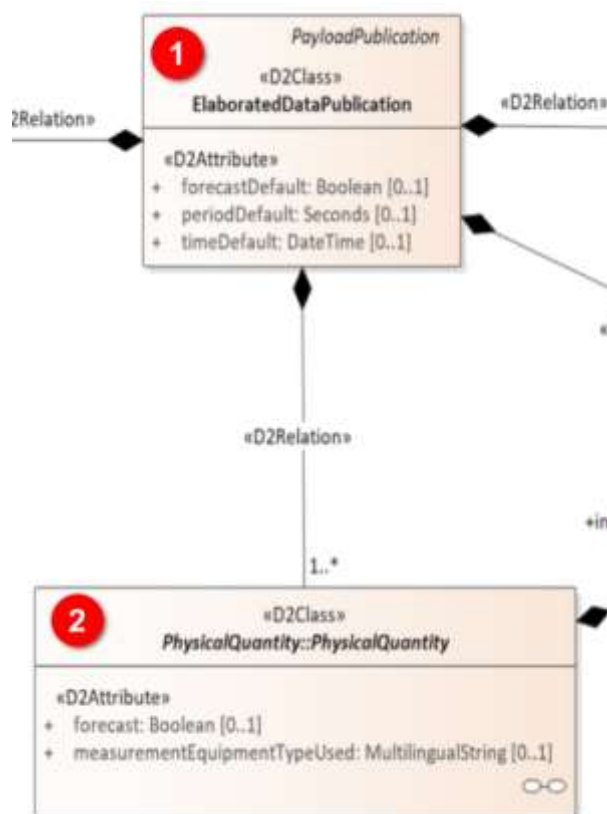 1
PayloadPublication
«D2Class»
ElaboratedDataPublication
2Relation»
«D2Relation»
«D2Attribute»
+ forecastDefault: Boolean [0..1]
+ periodDefault: Seconds [0..1]
+ timeDefault: DateTime [0..1]
«
«D2Relation»
+in
1..*
2
«D2Class»
PhysicalQuantity::PhysicalQuantity
«D2Attribute»
+ forecast: Boolean [0..1]
+ measurementEquipmentTypeUsed: MultilingualString [0..1]